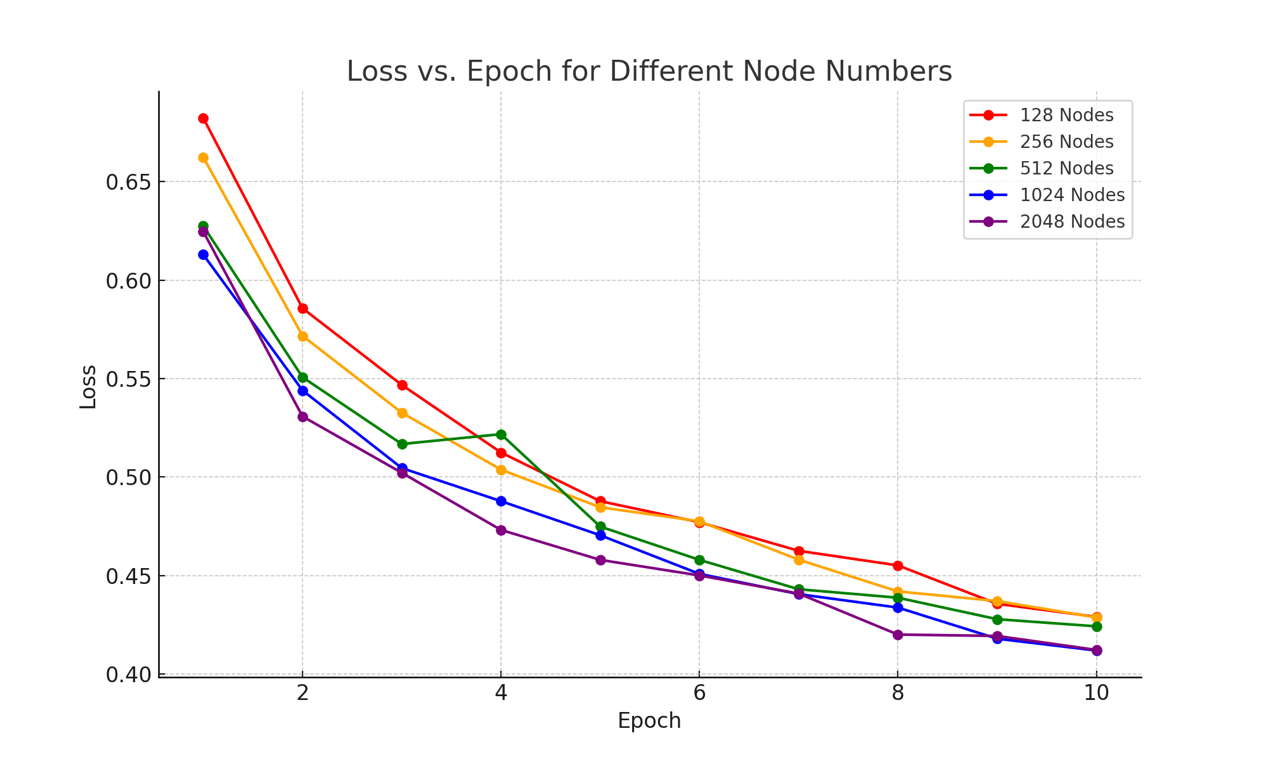 Loss vs. Epoch for Different Node Numbers
128 Nodes
256 Nodes
512 Nodes
1024 Nodes
2048 Nodes
Loss
0.65
0.60
0.55
0.50
0.45
0.40
2 4 6 8 10
Epoch